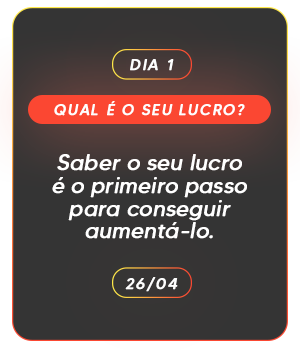 DIA 1
QUAL É O SEU LUCRO?
Saber o seu lucro
é o primeiro passo
para conseguir
aumentá-lo.
26/04